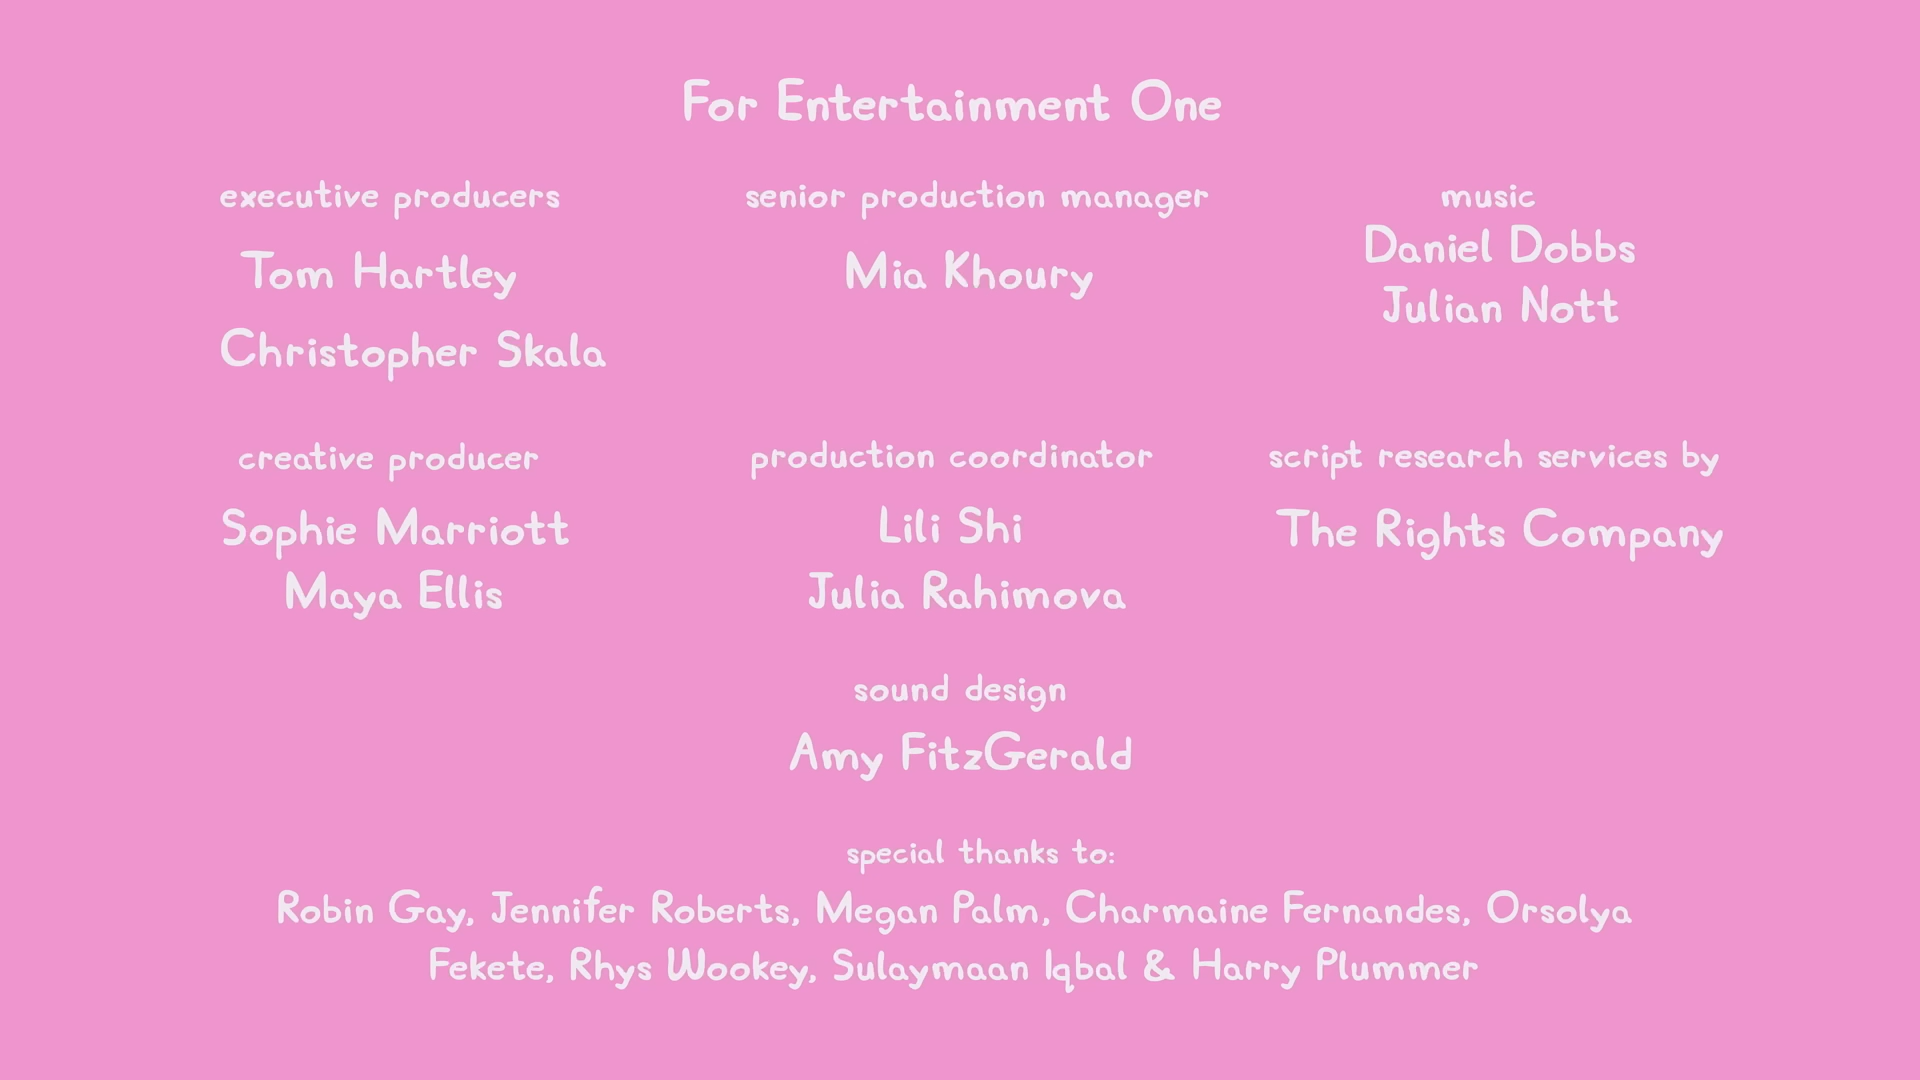 For Entertainment One
executive producers
Tom Hartley
Christopher Skala
senior production manager
Mia Khoury
music
Daniel Dobbs
Julian Nott
creative producer
Sophie Marriott
Maya Ellis
production coordinator
Lili Shi
Julia Rahimova
script research services by
The Rights Company
sound design
Amy FitzGerald
special thanks to:
Robin Gay, Jennifer Roberts, Megan Palm, Charmaine Fernandes, Orsolya
Fekete, Rhys Wookey, Sulaymaan Iqbal & Harry Plummer